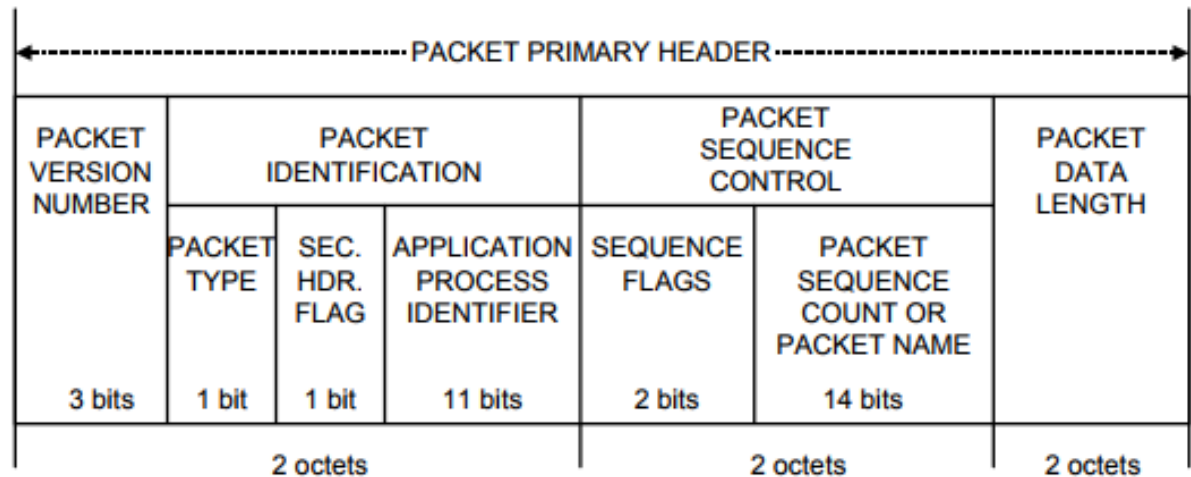 PACKET PRIMARY HEADER
PACKET
VERSION
NUMBER
3 bits
PACKET
IDENTIFICATION
PACKET
TYPE
1 bit
SEC.
HDR.
FLAG
1 bit
APPLICATION
PROCESS
IDENTIFIER
11 bits
PACKET
SEQUENCE
CONTROL
SEQUENCE
FLAGS
2 bits
PACKET
SEQUENCE
COUNT OR
PACKET NAME
14 bits
PACKET
DATA
LENGTH
2 octets
2 octets
2 octets